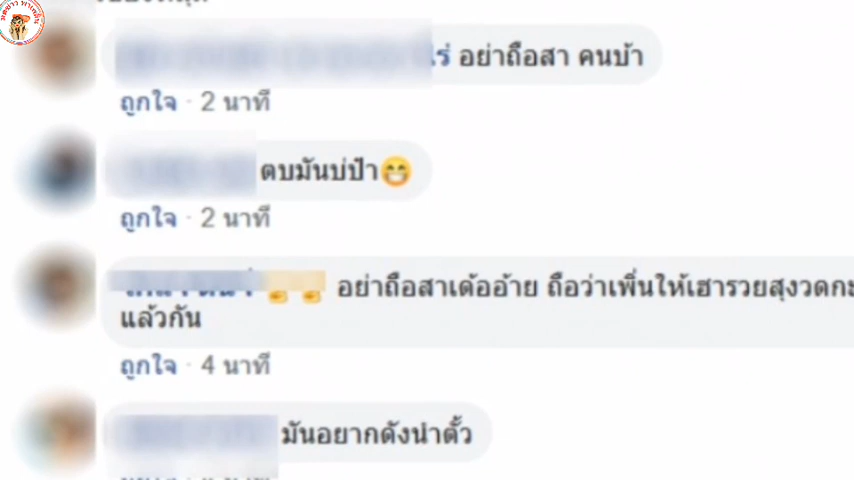 อย่าถือสา คนบ้า
ถูกใจ · 2 นาที
ตบมันบ่ป้า😁
ถูกใจ · 2 นาที
อย่าถือสาเด้ออ้าย ถือว่าเพิ่นให้เฮารวยสุงวดกะ
แล้วกัน
ถูกใจ · 4 นาที
มันอยากดังนำตั้ว